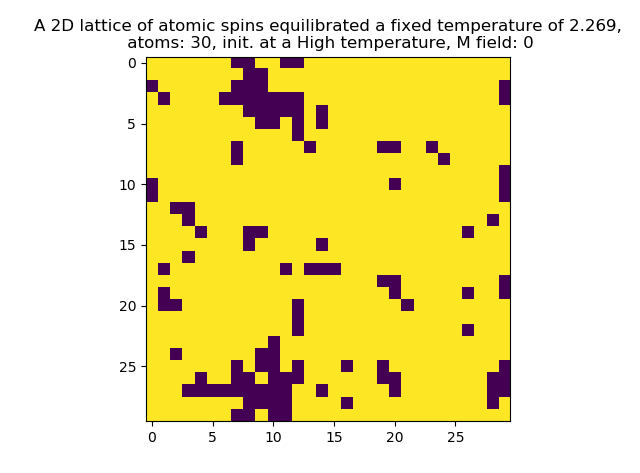 A 2D lattice of atomic spins equilibrated a fixed temperature of 2.269,
atoms: 30, init. at a High temperature, M field: 0
0
5
10
15
20
25
0 5 10 15 20 25